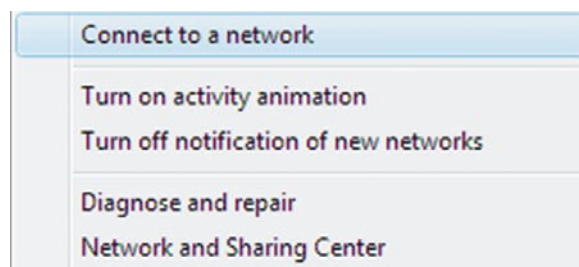 Connect to a network
Turn on activity animation
Turn off notification of new networks
Diagnose and repair
Network and Sharing Center